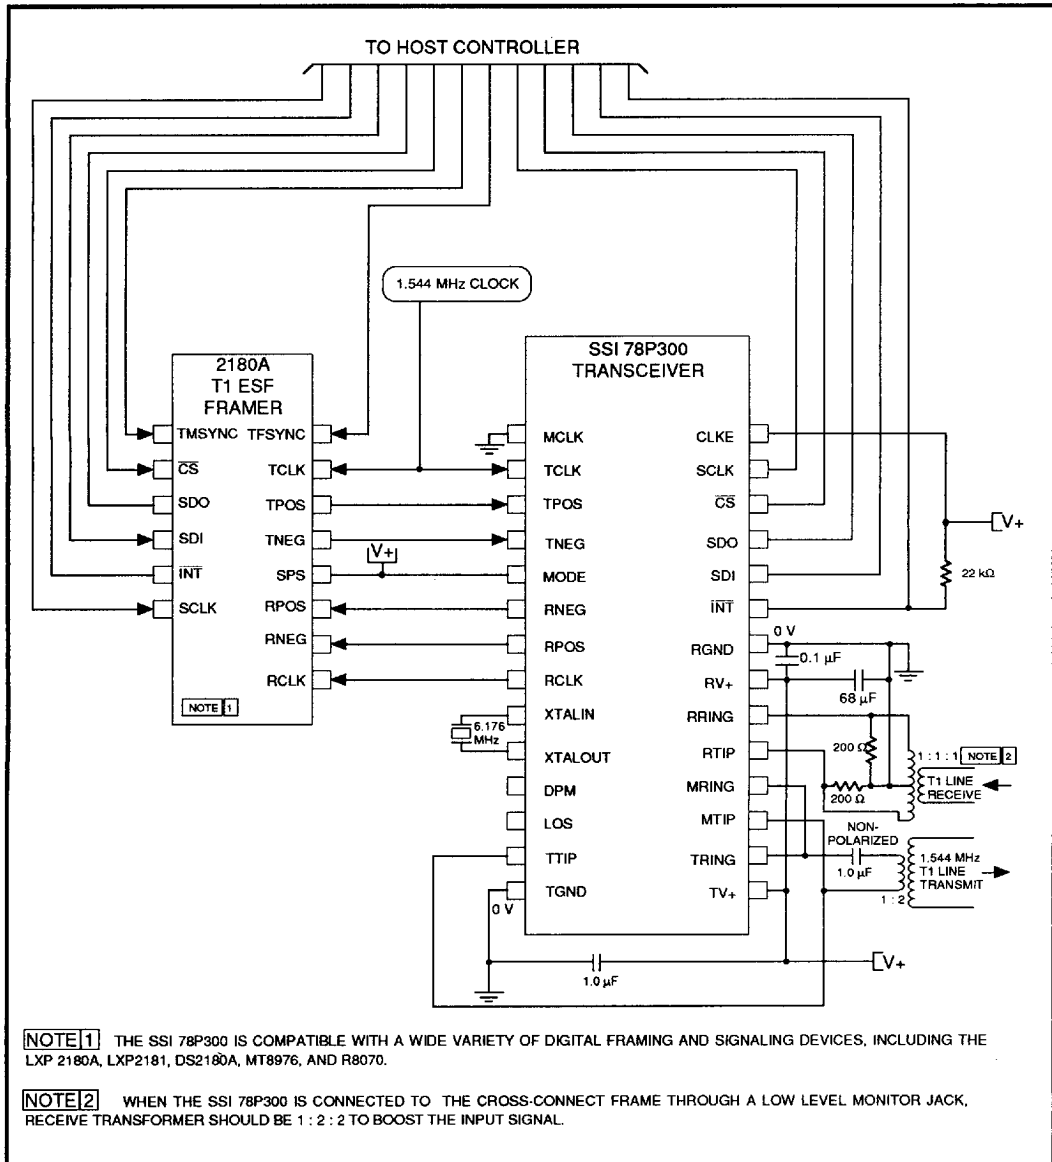 TO HOST CONTROLLER
1.544 MHz CLOCK
2180A
T1 ESF
FRAMER
TMSYNC TFSYNC
CS TCLK
SDO TPOS
SDI TNEG
INT SPS
SCLK RPOS
RNEG
RCLK
NOTE 1
V+
SSI 78P300
TRANSCEIVER
MCLK CLKE
TCLK SCLK
TPOS CS
TNEG SDO
MODE SDI
RNEG INT
RPOS RGND
RCLK RV+
XTALIN RRING
XTALOUT RTIP
DPM MRING
LOS MTIP
TTIP TRING
TGND TV+
6.176
MHz
0 V
1.0 µF
V+
22 kΩ
0 V
0.1 µF
68 µF
200 Ω
200 Ω
1 : 1 : 1 NOTE 2
T1 LINE
RECEIVE
NON-
POLARIZED
1.0 µF
1.544 MHz
T1 LINE
TRANSMIT
1 : 2
V+
NOTE 1 THE SSI 78P300 IS COMPATIBLE WITH A WIDE VARIETY OF DIGITAL FRAMING AND SIGNALING DEVICES, INCLUDING THE
LXP 2180A, LXP2181, DS2180A, MT8976, AND R8070.
NOTE 2 WHEN THE SSI 78P300 IS CONNECTED TO THE CROSS-CONNECT FRAME THROUGH A LOW LEVEL MONITOR JACK,
RECEIVE TRANSFORMER SHOULD BE 1 : 2 : 2 TO BOOST THE INPUT SIGNAL.